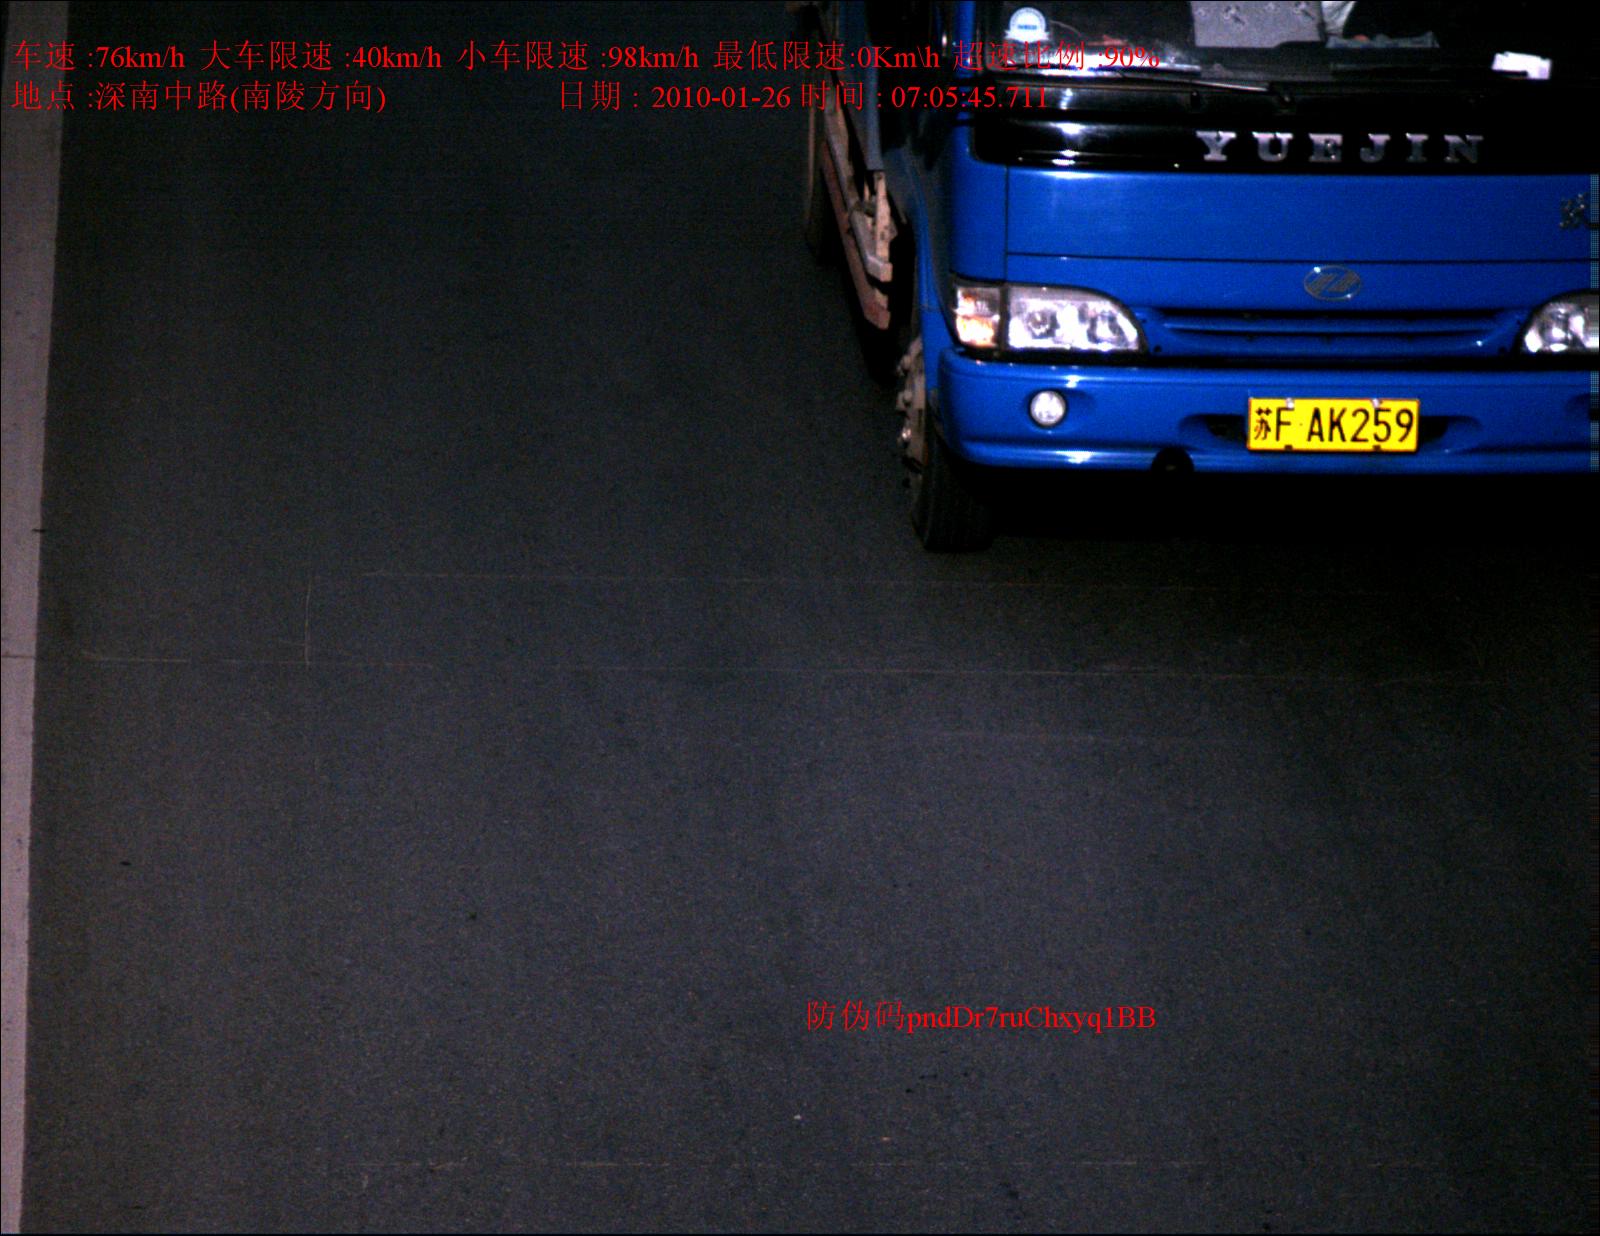 车速 :76km/h 大车限速 :40km/h 小车限速 :98km/h 最低限速:0Km\h 超速比例 :90%
地点 :深南中路(南陵方向) 日期 : 2010-01-26 时间 : 07:05:45.711
YUEJIN
苏F·AK259
防伪码pndDr7ruChxyq1BB